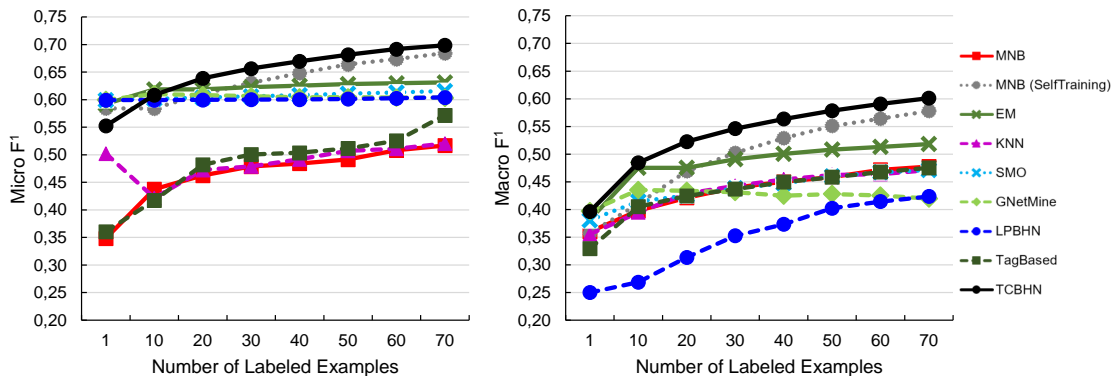 0,75
0,70
0,65
0,60
0,55
0,50
0,45
0,40
0,35
0,30
0,25
0,20
Micro F¹
1 10 20 30 40 50 60 70
Number of Labeled Examples
0,75
0,70
0,65
0,60
0,55
0,50
0,45
0,40
0,35
0,30
0,25
0,20
Macro F¹
1 10 20 30 40 50 60 70
Number of Labeled Examples
MNB
MNB (SelfTraining)
EM
KNN
SMO
GNetMine
LPBHN
TagBased
TCBHN